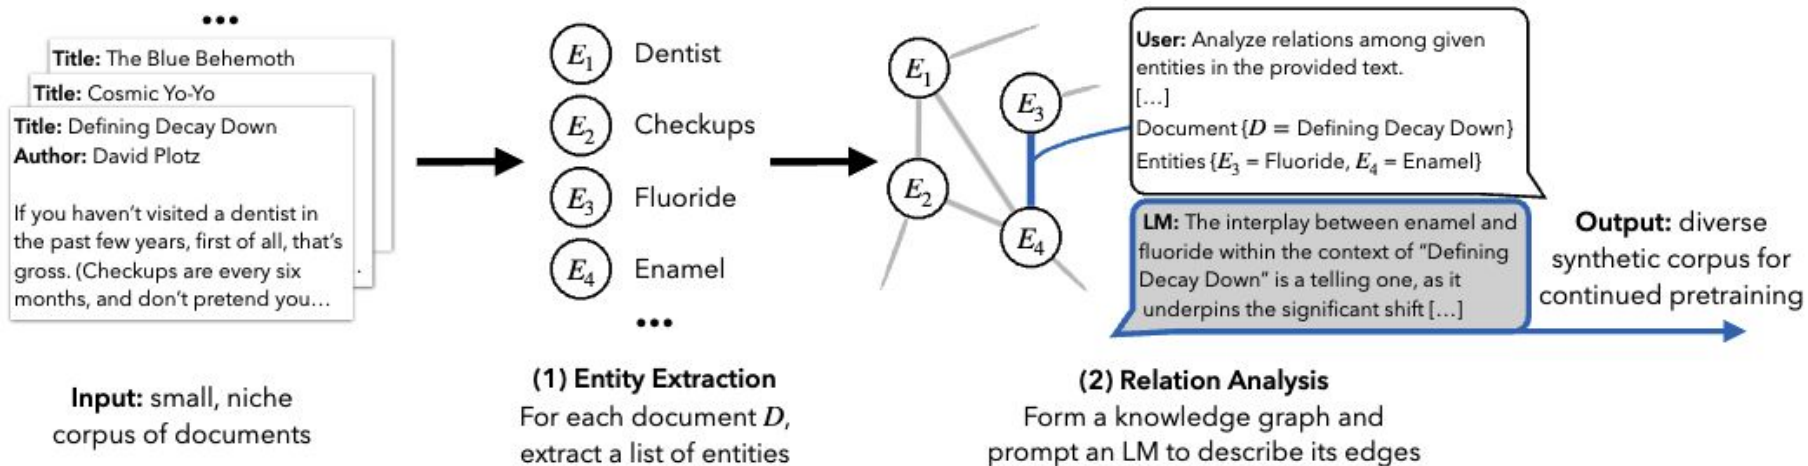 ...
Title: The Blue Behemoth
Title: Cosmic Yo-Yo
Title: Defining Decay Down
Author: David Plotz
If you haven't visited a dentist in
the past few years, first of all, that's
gross. (Checkups are every six
months, and don't pretend you...
.
Input: small, niche
corpus of documents
E₁ Dentist
E₂ Checkups
E₃ Fluoride
E₄ Enamel
...
(1) Entity Extraction
For each document D,
extract a list of entities
E₁
E₃
E₂
E₄
User: Analyze relations among given
entities in the provided text.
[...]
Document {D = Defining Decay Down}
Entities {E₃ = Fluoride, E₄ = Enamel}
LM: The interplay between enamel and
fluoride within the context of “Defining
Decay Down” is a telling one, as it
underpins the significant shift [...]
(2) Relation Analysis
Form a knowledge graph and
prompt an LM to describe its edges
Output: diverse
synthetic corpus for
continued pretraining